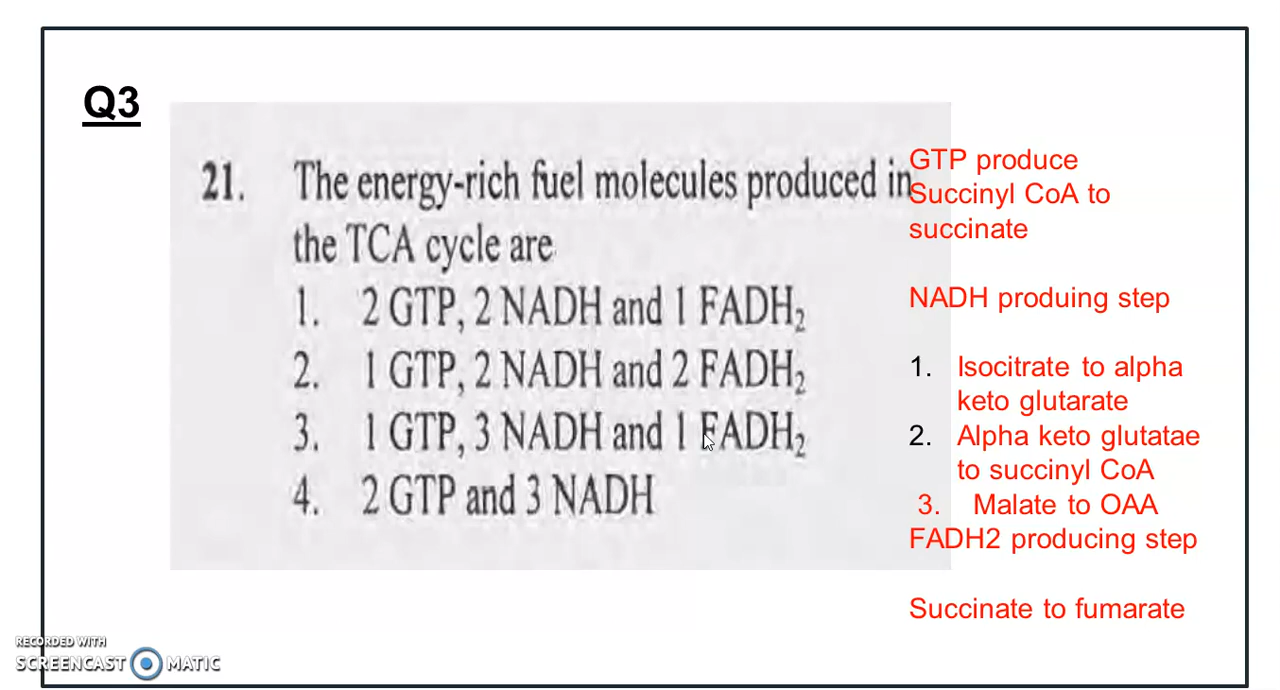 Q3
21. The energy-rich fuel molecules produced in
the TCA cycle are
1. 2 GTP, 2 NADH and 1 FADH₂
2. 1 GTP, 2 NADH and 2 FADH₂
3. 1 GTP, 3 NADH and 1 FADH₂
4. 2 GTP and 3 NADH
GTP produce
Succinyl CoA to
succinate
NADH produing step
1. Isocitrate to alpha
keto glutarate
2. Alpha keto glutatae
to succinyl CoA
3. Malate to OAA
FADH2 producing step
Succinate to fumarate
RECORDED WITH
SCREENCAST MATIC